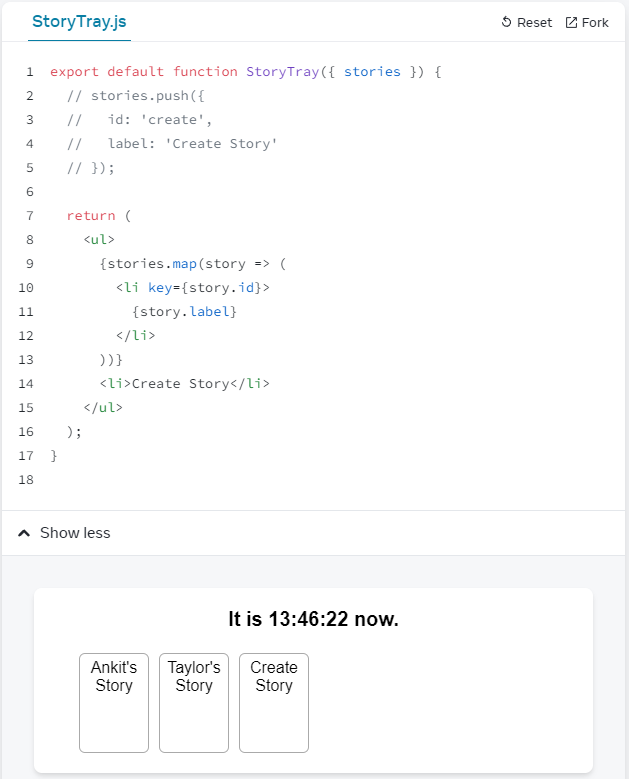 StoryTray.js
Reset Fork
1 export default function StoryTray({ stories }) {
2   // stories.push({
3   //   id: 'create',
4   //   label: 'Create Story'
5   // });
6
7   return (
8     <ul>
9       {stories.map(story => (
10         <li key={story.id}>
11           {story.label}
12         </li>
13       ))}
14       <li>Create Story</li>
15     </ul>
16   );
17 }
18
Show less
It is 13:46:22 now.
Ankit's
Story
Taylor's
Story
Create
Story